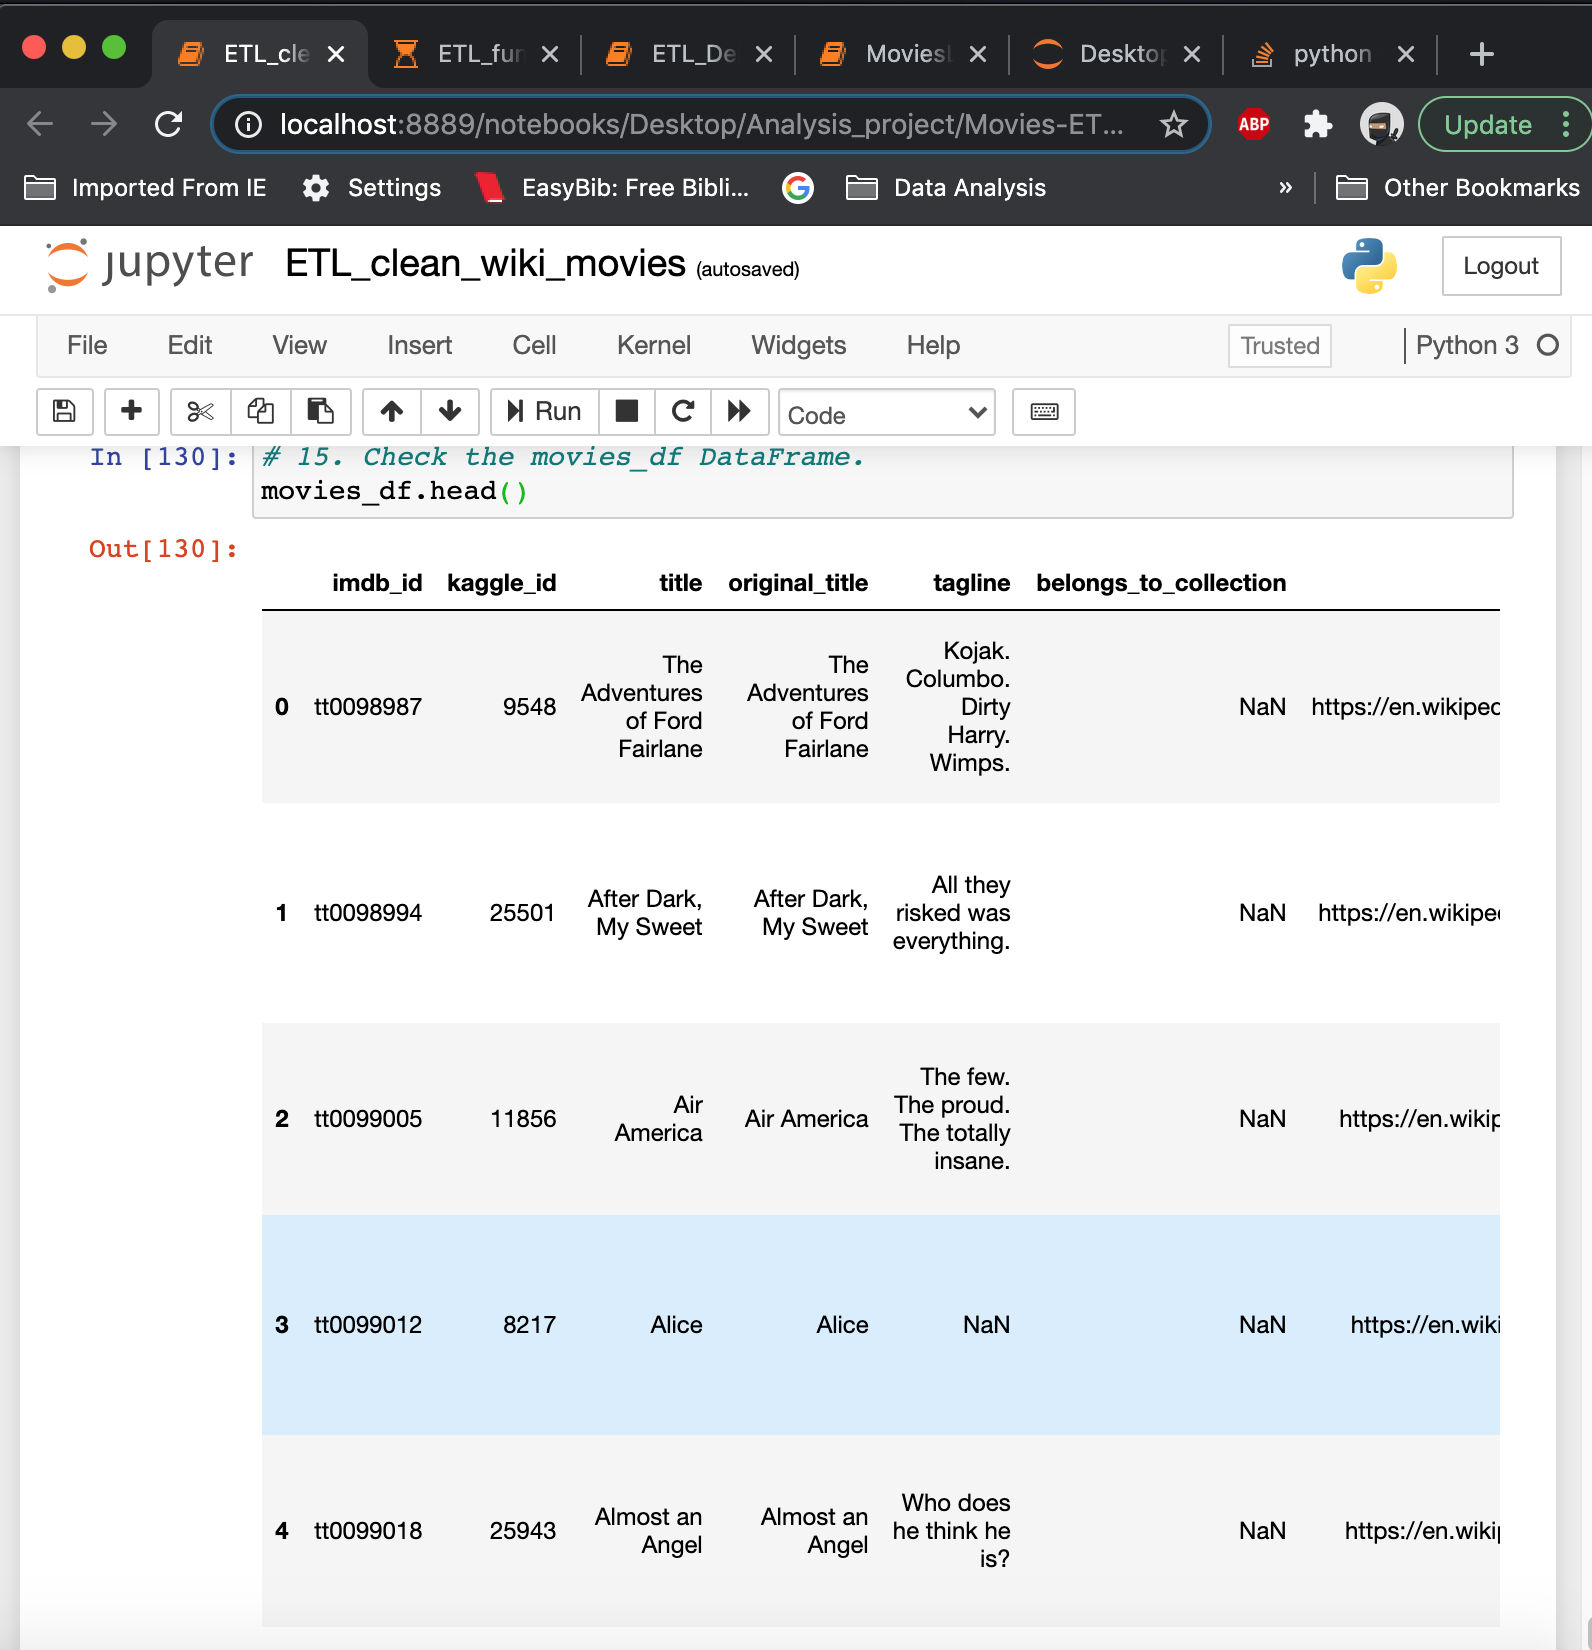 ETL_cle
ETL_fur
ETL_De
Movies
Desktop
python
localhost:8889/notebooks/Desktop/Analysis_project/Movies-ET...
ABP
Update
Imported From IE
Settings
EasyBib: Free Bibli...
G
Data Analysis
»
Other Bookmarks
jupyter ETL_clean_wiki_movies (autosaved)
Logout
File Edit View Insert Cell Kernel Widgets Help
Trusted
Python 3
Run
Code
In [130]: # 15. Check the movies_df DataFrame.
movies_df.head()
Out[130]:
imdb_id kaggle_id title original_title tagline belongs_to_collection
0 tt0098987 9548 The Adventures of Ford Fairlane The Adventures of Ford Fairlane Kojak. Columbo. Dirty Harry. Wimps. NaN https://en.wikiped
1 tt0098994 25501 After Dark, My Sweet After Dark, My Sweet All they risked was everything. NaN https://en.wikipe
2 tt0099005 11856 Air America Air America The few. The proud. The totally insane. NaN https://en.wikip
3 tt0099012 8217 Alice Alice NaN NaN https://en.wiki
4 tt0099018 25943 Almost an Angel Almost an Angel Who does he think he is? NaN https://en.wikip